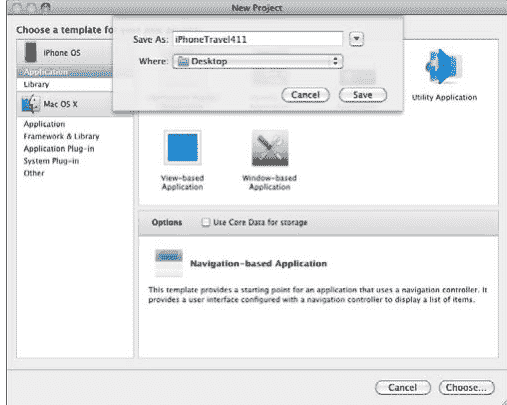 New Project
Choose a template for
Save As: iPhoneTravel411
Where: Desktop
Cancel Save
iPhone OS
Application
Library
Mac OS X
Application
Framework & Library
Application Plug-in
System Plug-in
Other
Utility Application
View-based
Application
Window-based
Application
Options Use Core Data for storage
Navigation-based Application
This template provides a starting point for an application that uses a navigation controller. It
provides a user interface configured with a navigation controller to display a list of items.
Cancel Choose...